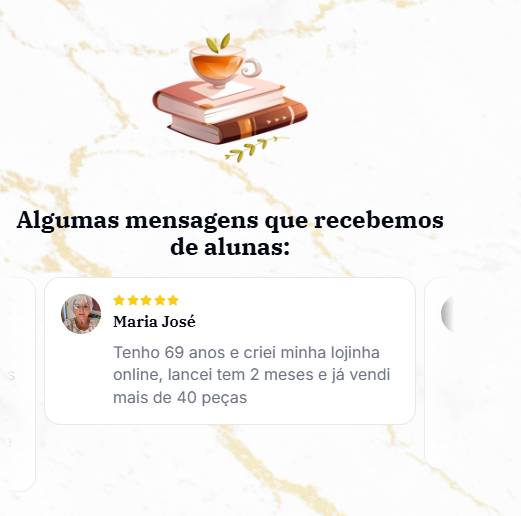 Algumas mensagens que recebemos
de alunas:
Maria José
Tenho 69 anos e criei minha lojinha
online, lancei tem 2 meses e já vendi
mais de 40 peças